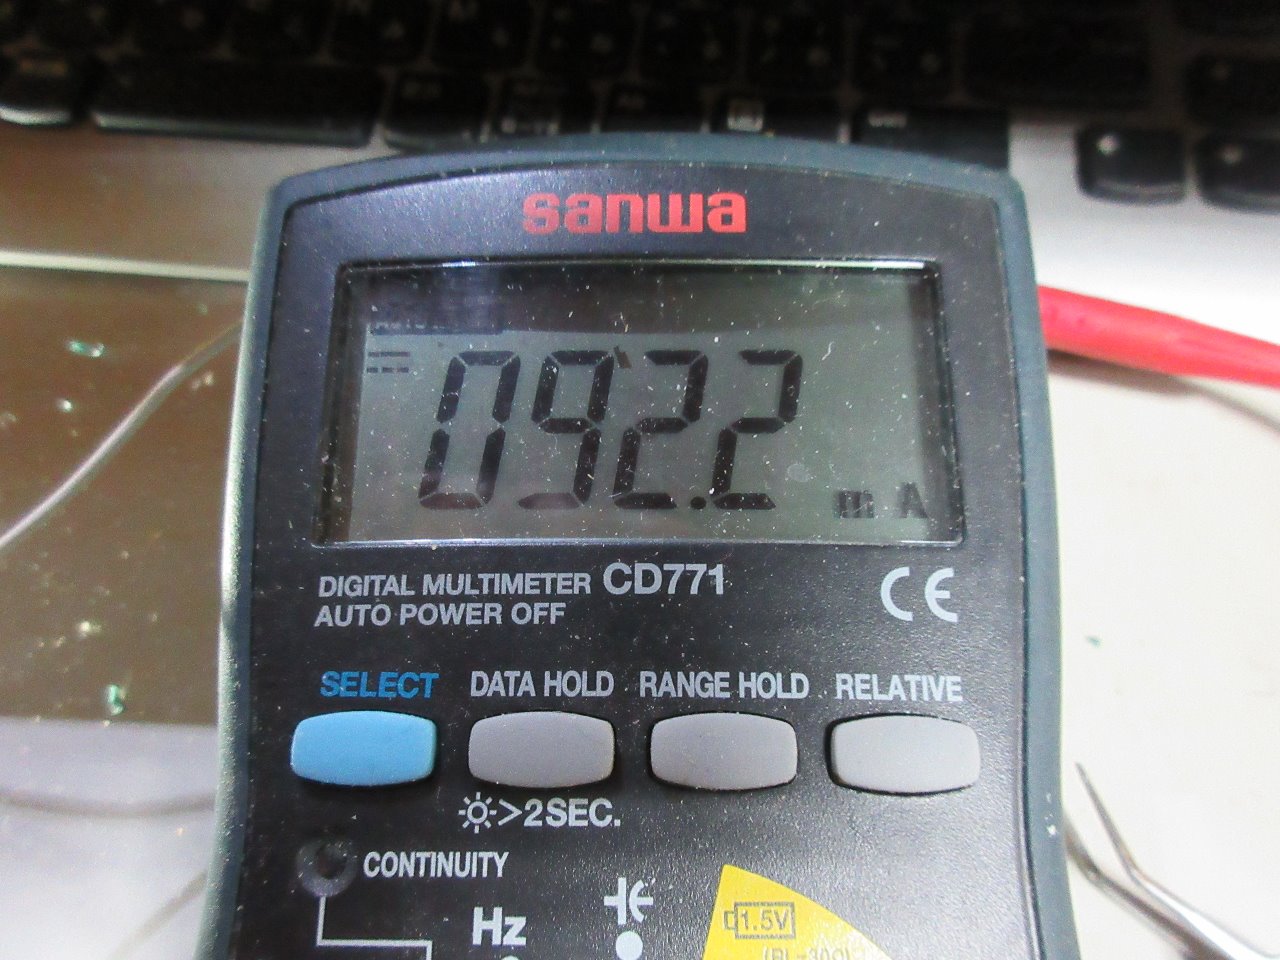 sanwa
AUTO
092.2
mA
DIGITAL MULTIMETER CD771
AUTO POWER OFF
CE
SELECT DATA HOLD RANGE HOLD RELATIVE
>2SEC.
CONTINUITY
Hz
1.5V